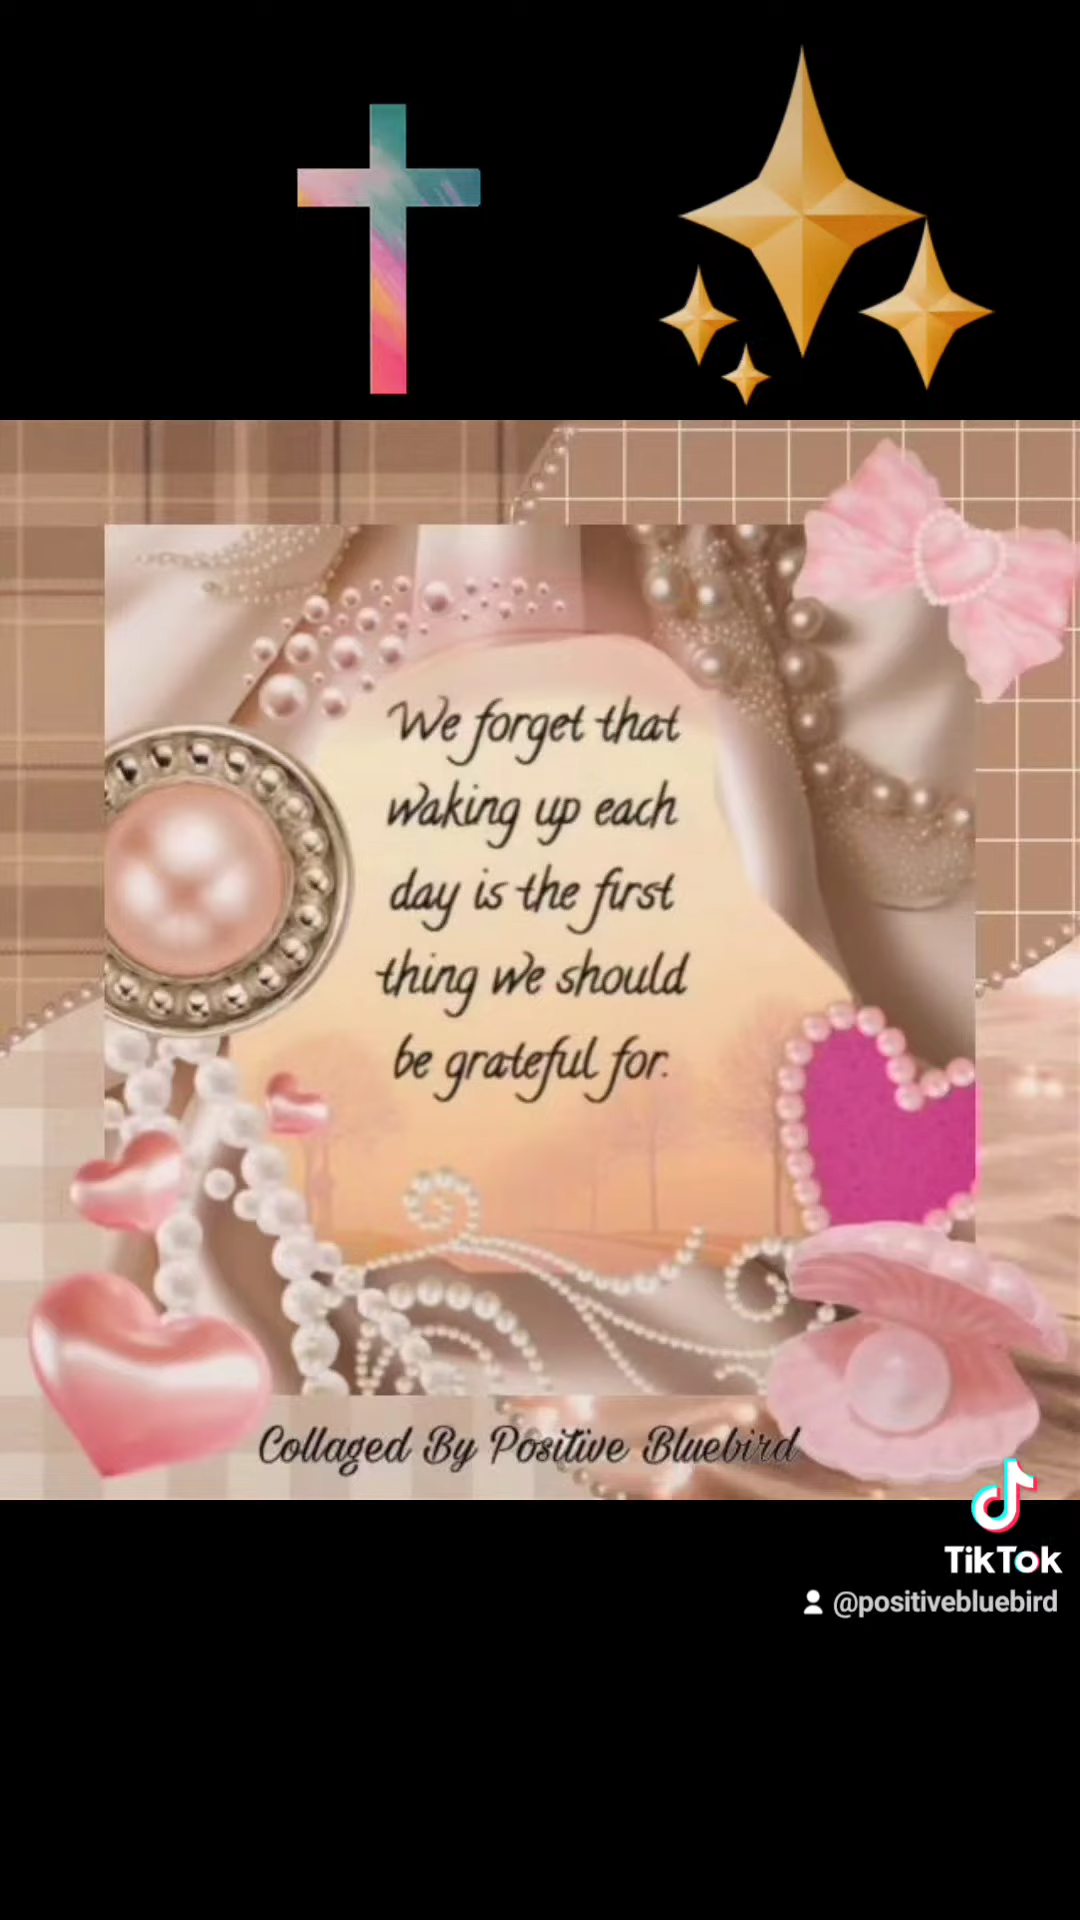 We forget that
waking up each
day is the first
thing we should
be grateful for.
Collaged By Positive Bluebird
TikTok
@positivebluebird